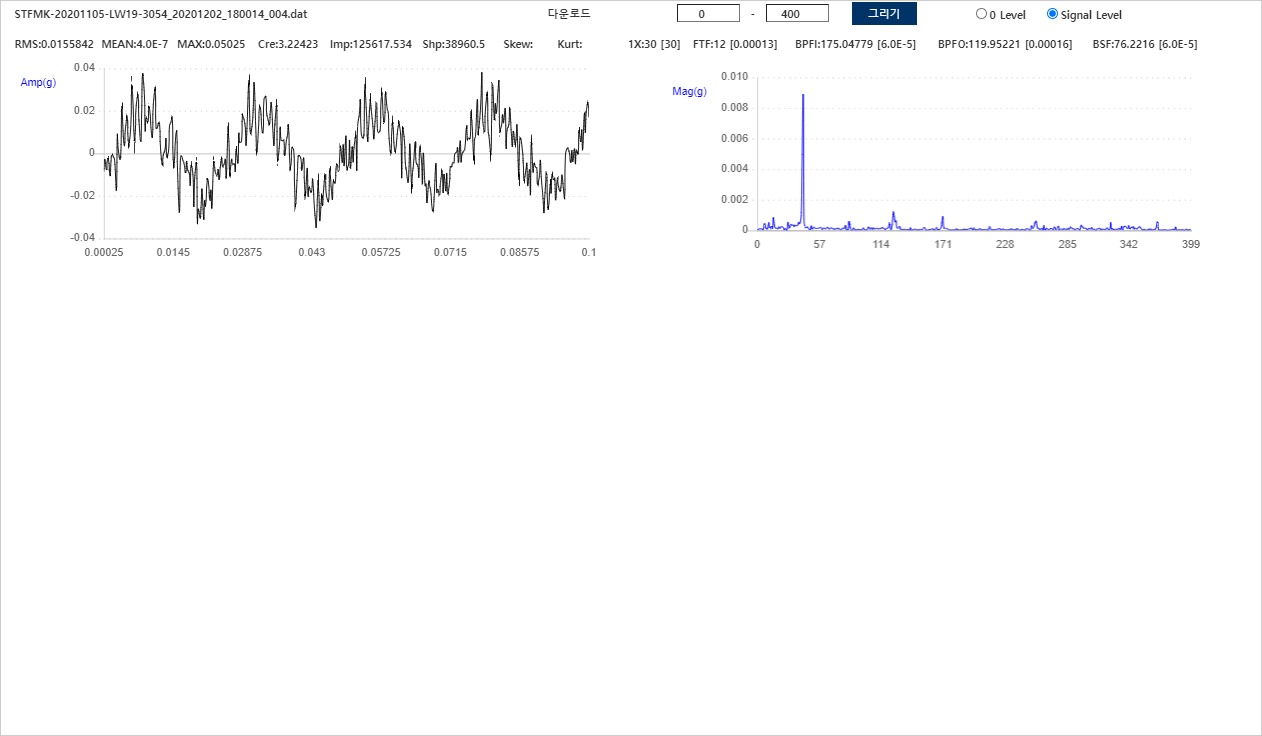 STFMK-20201105-LW19-3054_20201202_180014_004.dat 다운로드 0 - 400 그리기 0 Level Signal Level
RMS:0.0155842 MEAN:4.0E-7 MAX:0.05025 Cre:3.22423 Imp:125617.534 Shp:38960.5 Skew: Kurt: 1X:30 [30] FTF:12 [0.00013] BPFI:175.04779 [6.0E-5] BPFO:119.95221 [0.00016] BSF:76.2216 [6.0E-5]
Amp(g)
0.04
0.02
0
-0.02
-0.04
0.00025 0.0145 0.02875 0.043 0.05725 0.0715 0.08575 0.1
Mag(g)
0.010
0.008
0.006
0.004
0.002
0
0 57 114 171 228 285 342 399